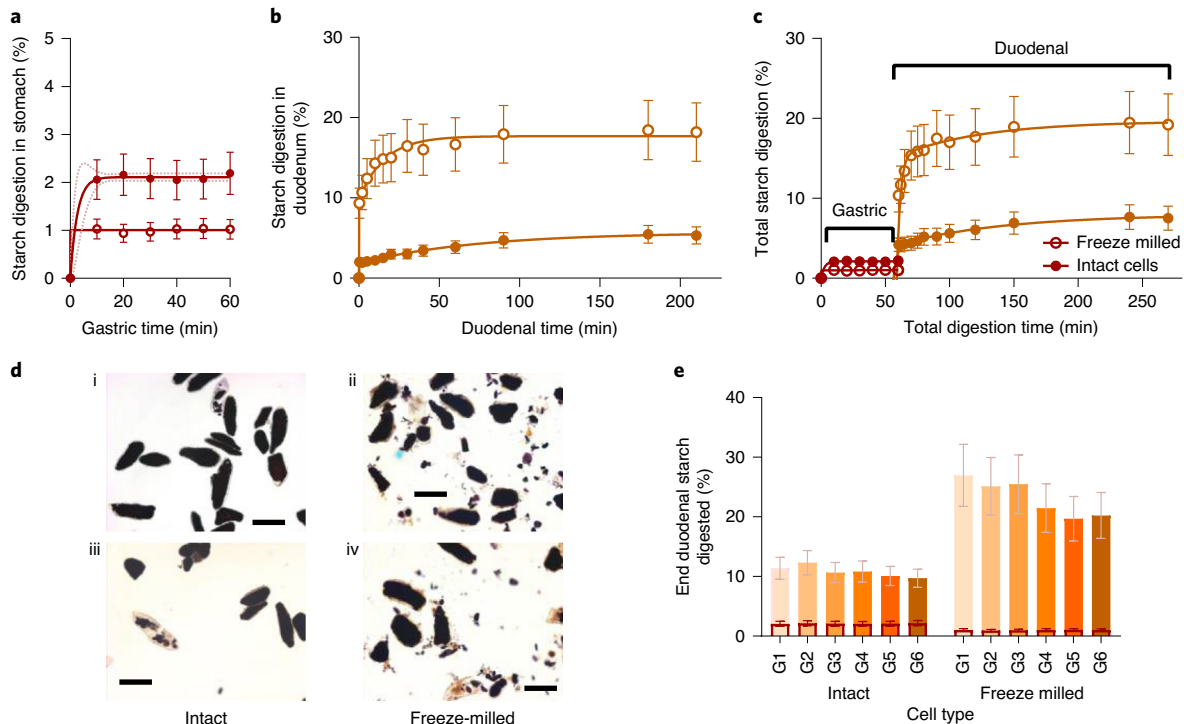 a
5
4
3
2
1
0
0 20 40 60
Starch digestion in stomach (%)
Gastric time (min)
b
30
20
10
0
0 50 100 150 200
Starch digestion in
duodenum (%)
Duodenal time (min)
c
30
20
10
0
0 50 100 150 200 250
Total starch digestion (%)
Total digestion time (min)
Duodenal
Gastric
Freeze milled
Intact cells
d
i
ii
iii
iv
Intact
Freeze-milled
e
40
30
20
10
0
End duodenal starch
digested (%)
G1 G2 G3 G4 G5 G6 G1 G2 G3 G4 G5 G6
Intact Freeze milled
Cell type